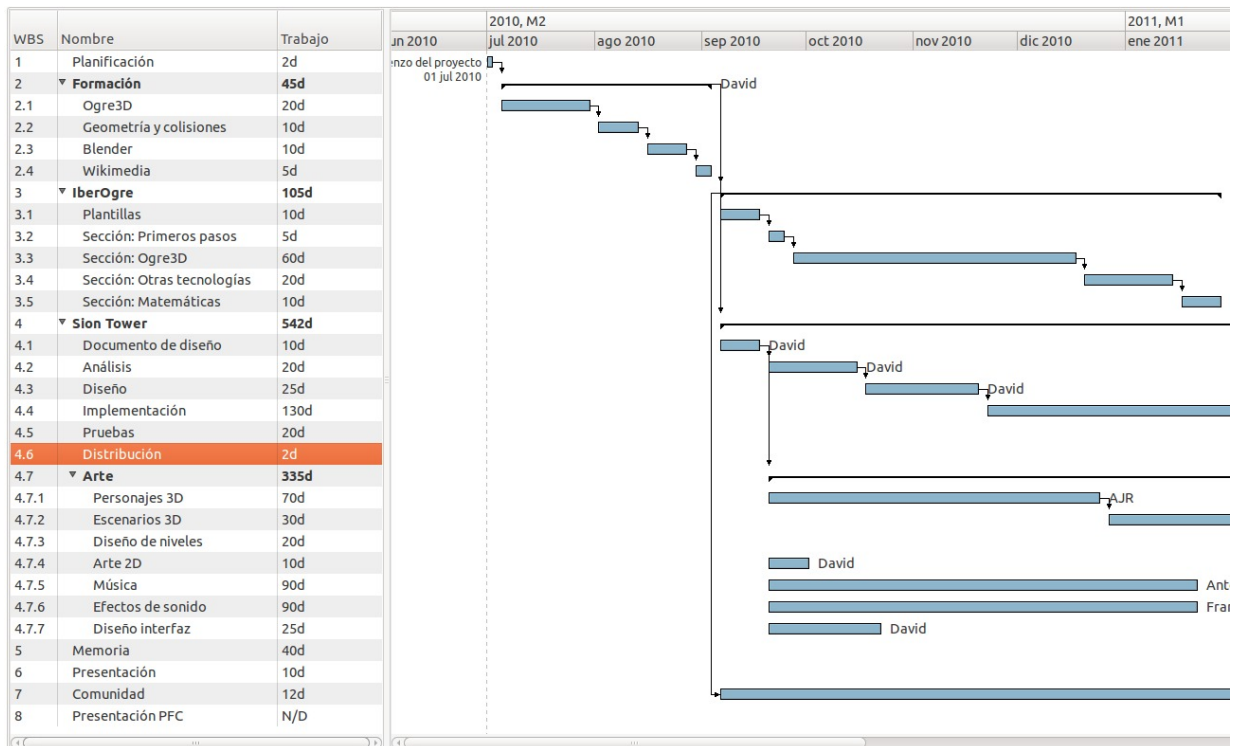 2010, M2 2011, M1
WBS Nombre Trabajo un 2010 jul 2010 ago 2010 sep 2010 oct 2010 nov 2010 dic 2010 ene 2011
1 Planificación 2d nzo del proyecto
01 jul 2010
2 Formación 45d David
2.1 Ogre3D 20d
2.2 Geometría y colisiones 10d
2.3 Blender 10d
2.4 Wikimedia 5d
3 IberOgre 105d
3.1 Plantillas 10d
3.2 Sección: Primeros pasos 5d
3.3 Sección: Ogre3D 60d
3.4 Sección: Otras tecnologías 20d
3.5 Sección: Matemáticas 10d
4 Sion Tower 542d
4.1 Documento de diseño 10d David
4.2 Análisis 20d David
4.3 Diseño 25d David
4.4 Implementación 130d
4.5 Pruebas 20d
4.6 Distribución 2d
4.7 Arte 335d
4.7.1 Personajes 3D 70d AJR
4.7.2 Escenarios 3D 30d
4.7.3 Diseño de niveles 20d
4.7.4 Arte 2D 10d David
4.7.5 Música 90d Ant
4.7.6 Efectos de sonido 90d Fra
4.7.7 Diseño interfaz 25d David
5 Memoria 40d
6 Presentación 10d
7 Comunidad 12d
8 Presentación PFC N/D